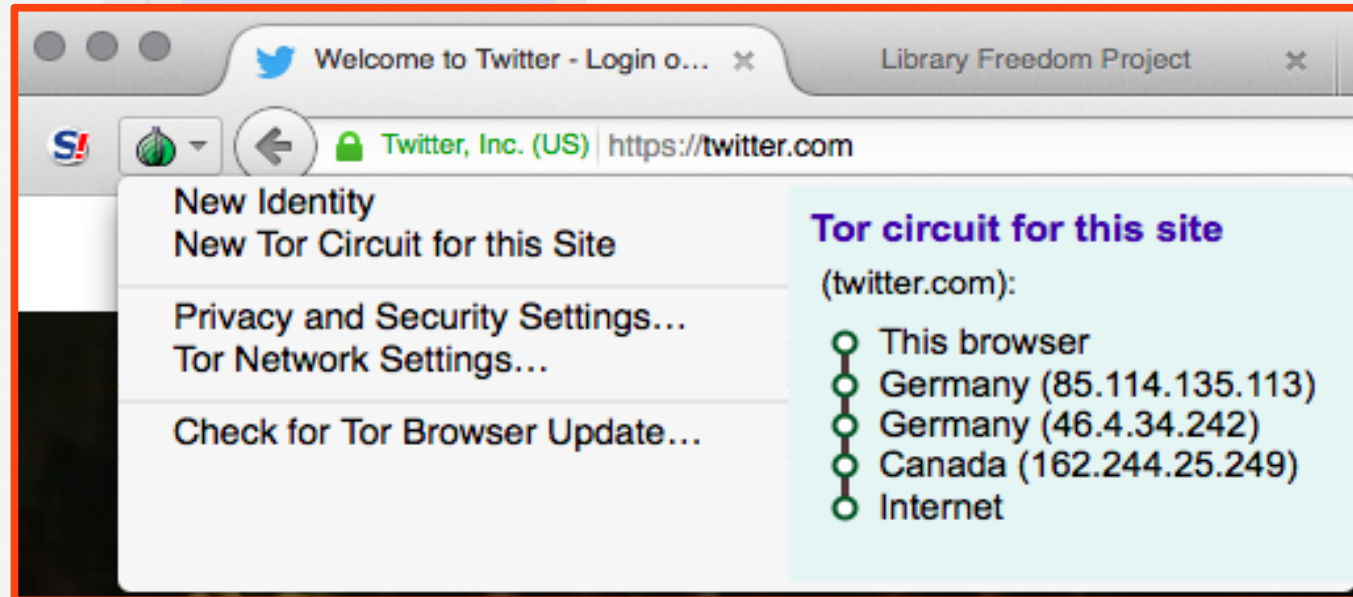 Welcome to Twitter - Login o...
Library Freedom Project
S!
Twitter, Inc. (US) https://twitter.com
New Identity
New Tor Circuit for this Site
Privacy and Security Settings...
Tor Network Settings...
Check for Tor Browser Update...
Tor circuit for this site
(twitter.com):
This browser
Germany (85.114.135.113)
Germany (46.4.34.242)
Canada (162.244.25.249)
Internet